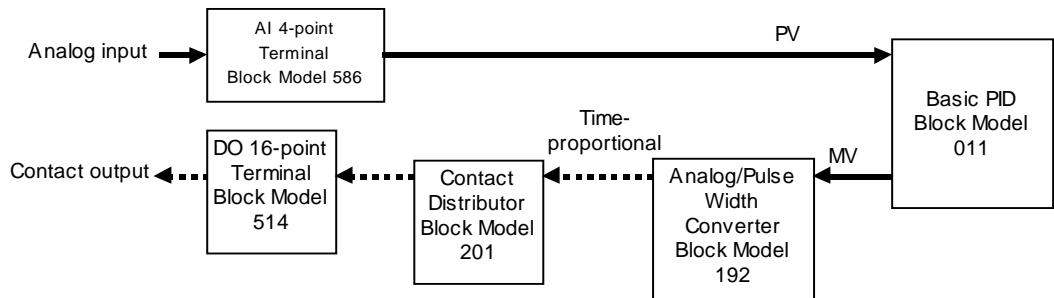 Analog input
AI 4-point
Terminal
Block Model 586
PV
Basic PID
Block Model
011
Time-
proportional
MV
Contact output
DO 16-point
Terminal
Block Model
514
Contact
Distributor
Block Model
201
Analog/Pulse
Width
Converter
Block Model
192